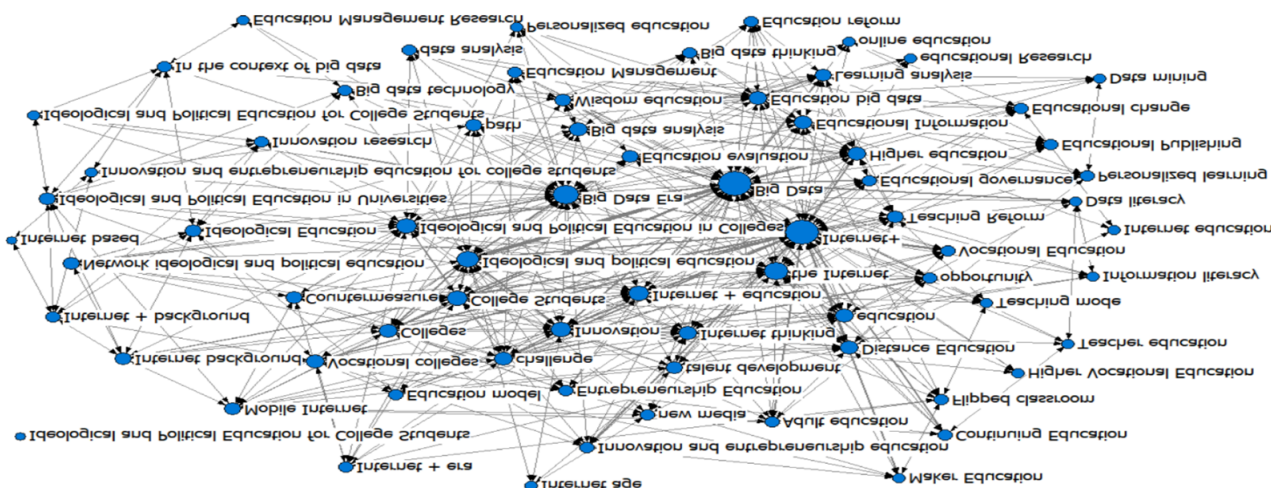 Education Management Research
Personalized education
Education reform
data analysis
Big data thinking
online education
In the context of big data
Education Management
Learning analysis
educational Research
Data mining
Big data technology
Wisdom education
Education big data
Ideological and Political Education for College Students
path
Big data analysis
Educational Information
Educational change
Innovation research
Education evaluation
Higher education
Educational Publishing
Innovation and entrepreneurship education for college students
Big Data Era
Big Data
Educational governance
Personalized learning
Ideological and Political Education in Universities
Data literacy
Internet based
Ideological Education
Ideological and Political Education in Colleges
Internet+
Teaching Reform
Internet education
Network ideological and political education
Ideological and political education
the Internet
Vocational Education
opportunity
Information literacy
Countermeasure
College Students
Internet + education
Teaching mode
Internet + background
Colleges
Innovation
Internet thinking
education
Internet background
Vocational colleges
challenge
Distance Education
Teacher education
talent development
Higher Vocational Education
Education model
Entrepreneurship Education
Flipped classroom
Mobile Internet
new media
Adult education
Continuing Education
Ideological and Political Education for College Students
Innovation and entrepreneurship education
Internet + era
Maker Education
Internet age